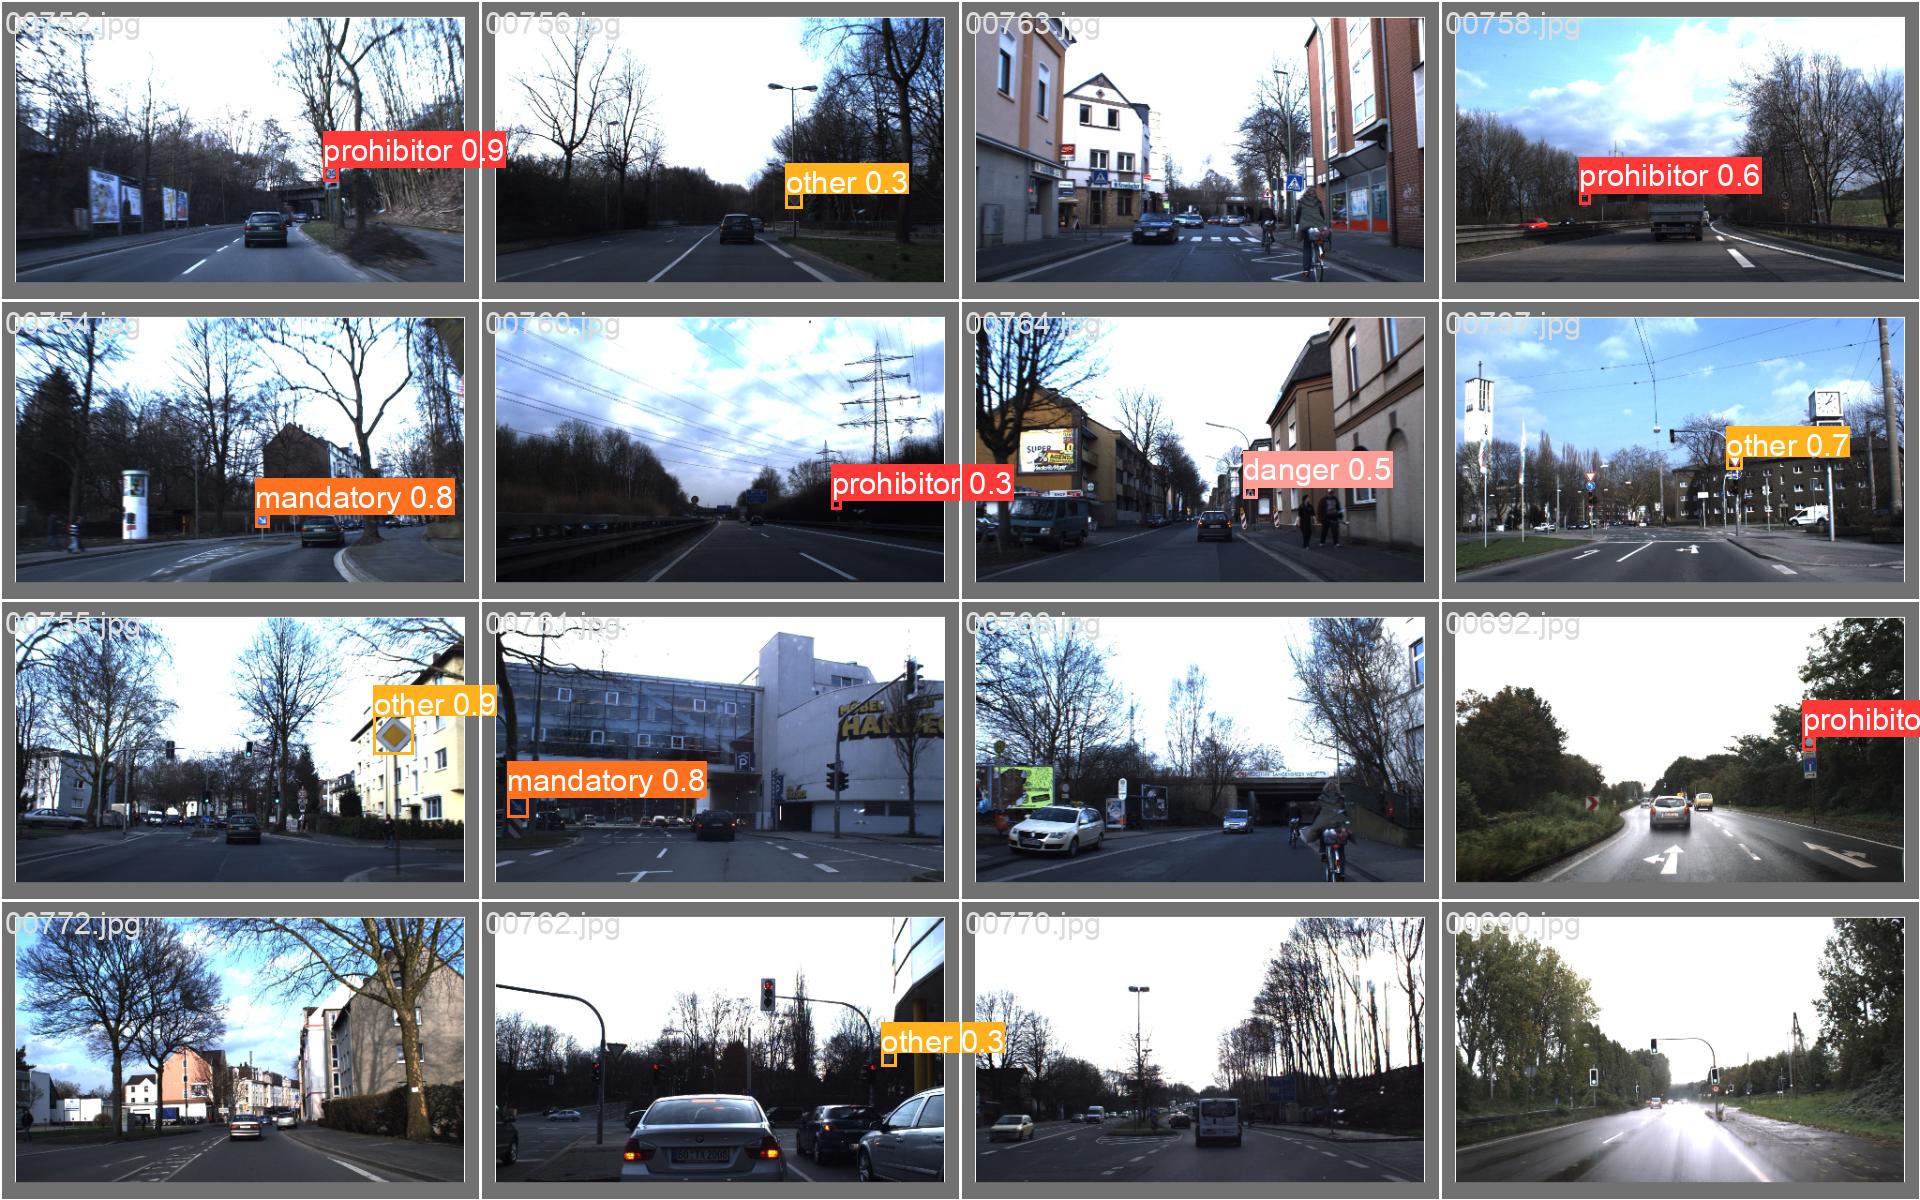 00752.jpg
prohibitor 0.9
00756.jpg
other 0.3
00763.jpg
00758.jpg
prohibitor 0.6
00754.jpg
mandatory 0.8
00760.jpg
prohibitor 0.3
00764.jpg
SUPER
danger 0.5
00797.jpg
other 0.7
00755.jpg
other 0.9
00761.jpg
mandatory 0.8
P
00692.jpg
prohibito
00772.jpg
00762.jpg
other 0.3
00770.jpg
00690.jpg